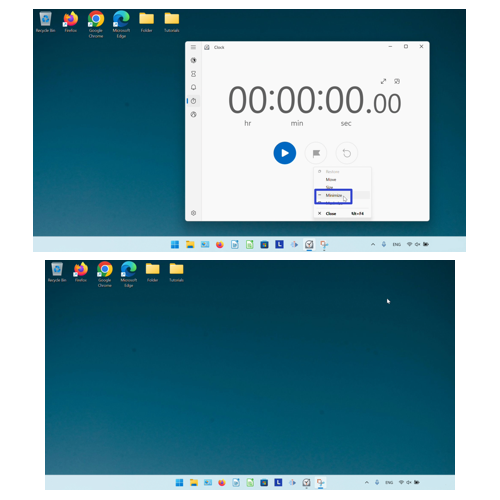 Clock
00:00:00.00
hr min sec
Recycle Bin Firefox Google Chrome Microsoft Edge Folder Tutorials
Restore
Move
Size
Minimize
Close Alt+F4
ENG
Recycle Bin Firefox Google Chrome Microsoft Edge Folder Tutorials
ENG